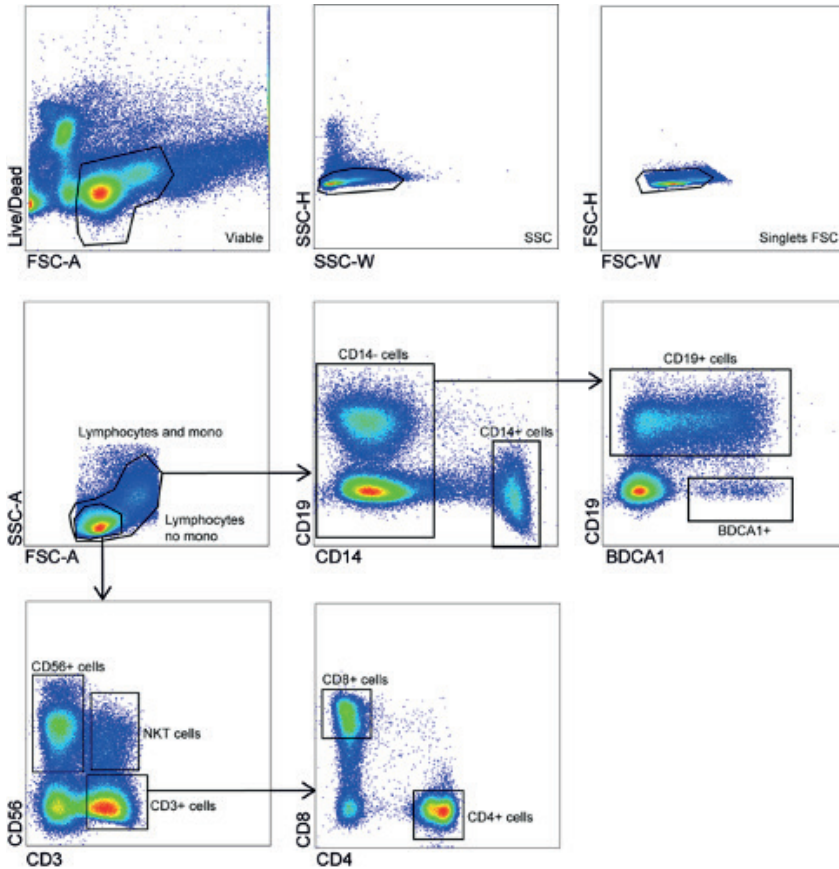 Live/Dead
Viable
FSC-A
SSC-H
SSC
SSC-W
FSC-H
Singlets FSC
FSC-W
SSC-A
Lymphocytes and mono
Lymphocytes
no mono
FSC-A
CD19
CD14- cells
CD14+ cells
CD14
CD19
CD19+ cells
BDCA1+
BDCA1
CD56
CD56+ cells
NKT cells
CD3+ cells
CD3
CD8
CD8+ cells
CD4+ cells
CD4